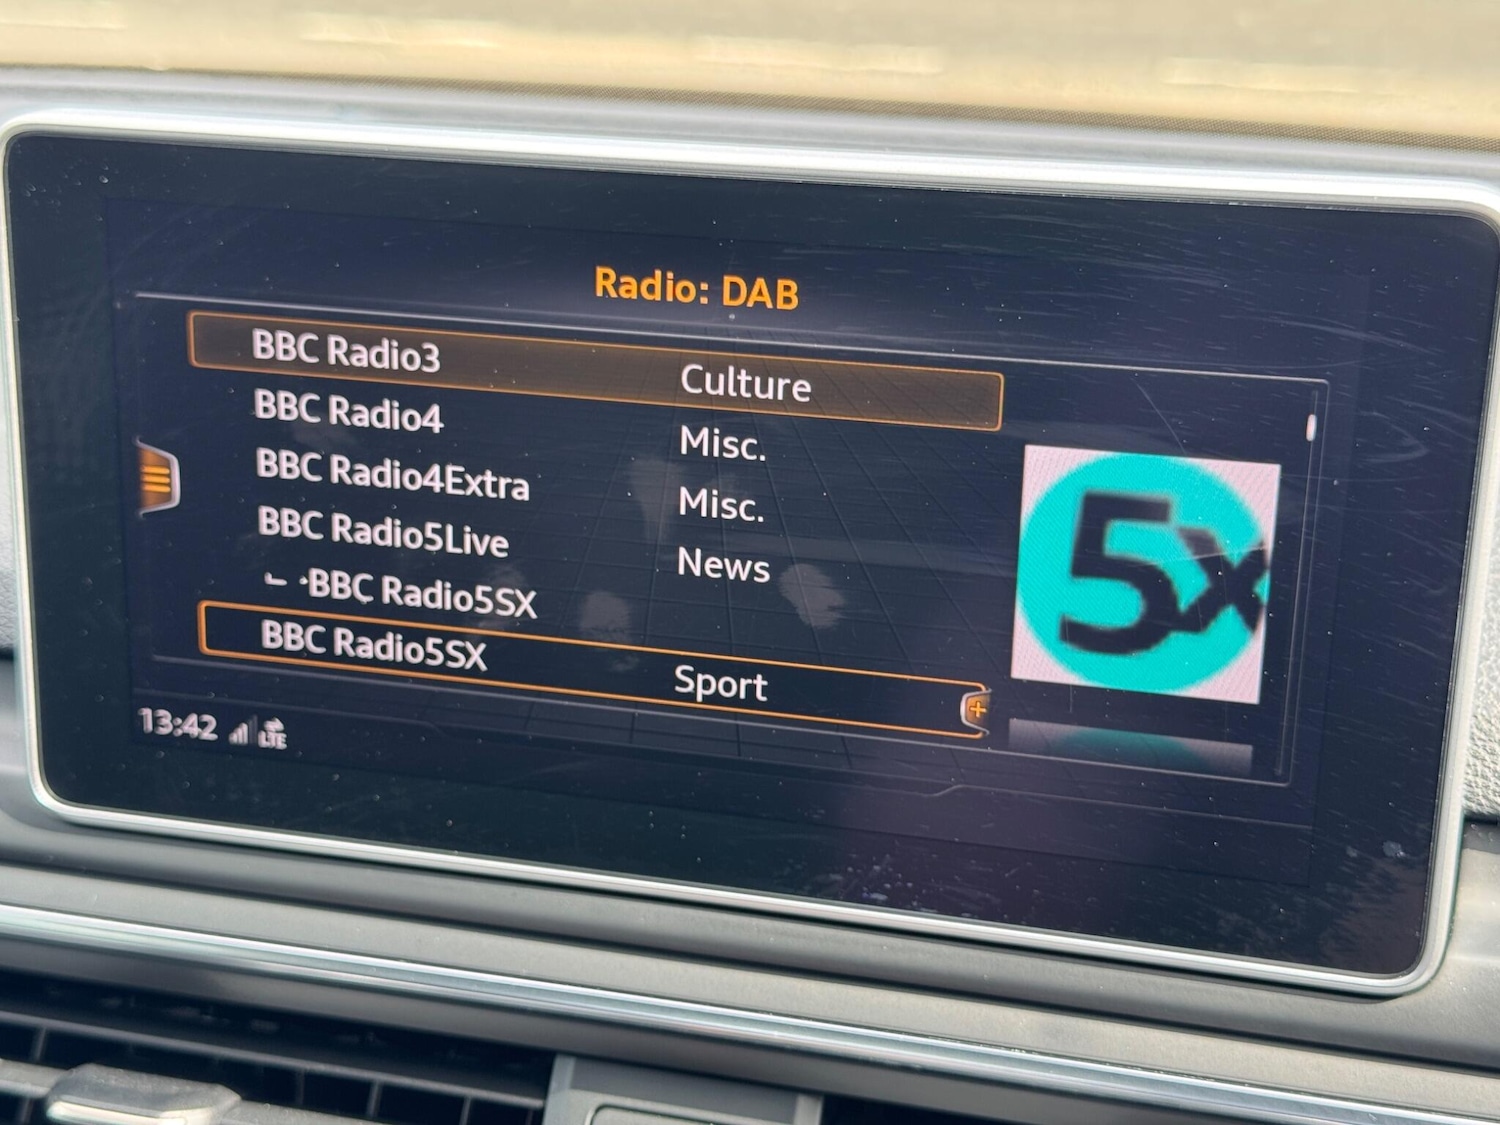 Radio: DAB
BBC Radio3 Culture
BBC Radio4 Misc.
BBC Radio4Extra Misc.
BBC Radio5Live News
BBC Radio5SX
BBC Radio5SX Sport
5x
13:42 LTE